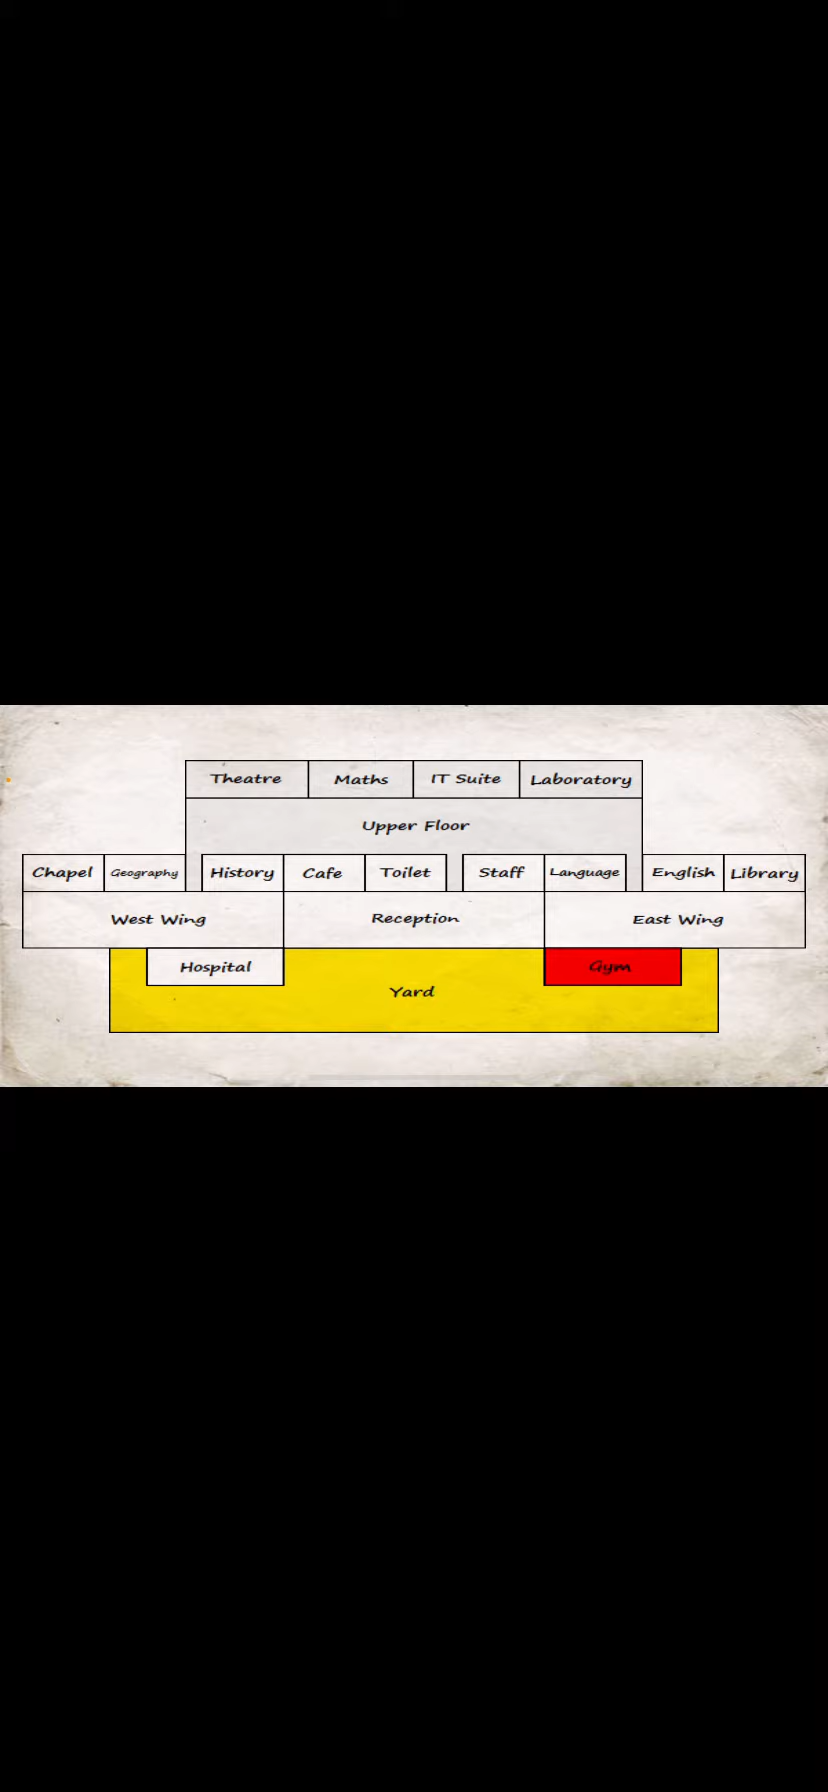 Theatre Maths IT Suite Laboratory
Upper Floor
Chapel Geography History Cafe Toilet Staff Language English Library
West Wing Reception East Wing
Hospital Gym
Yard